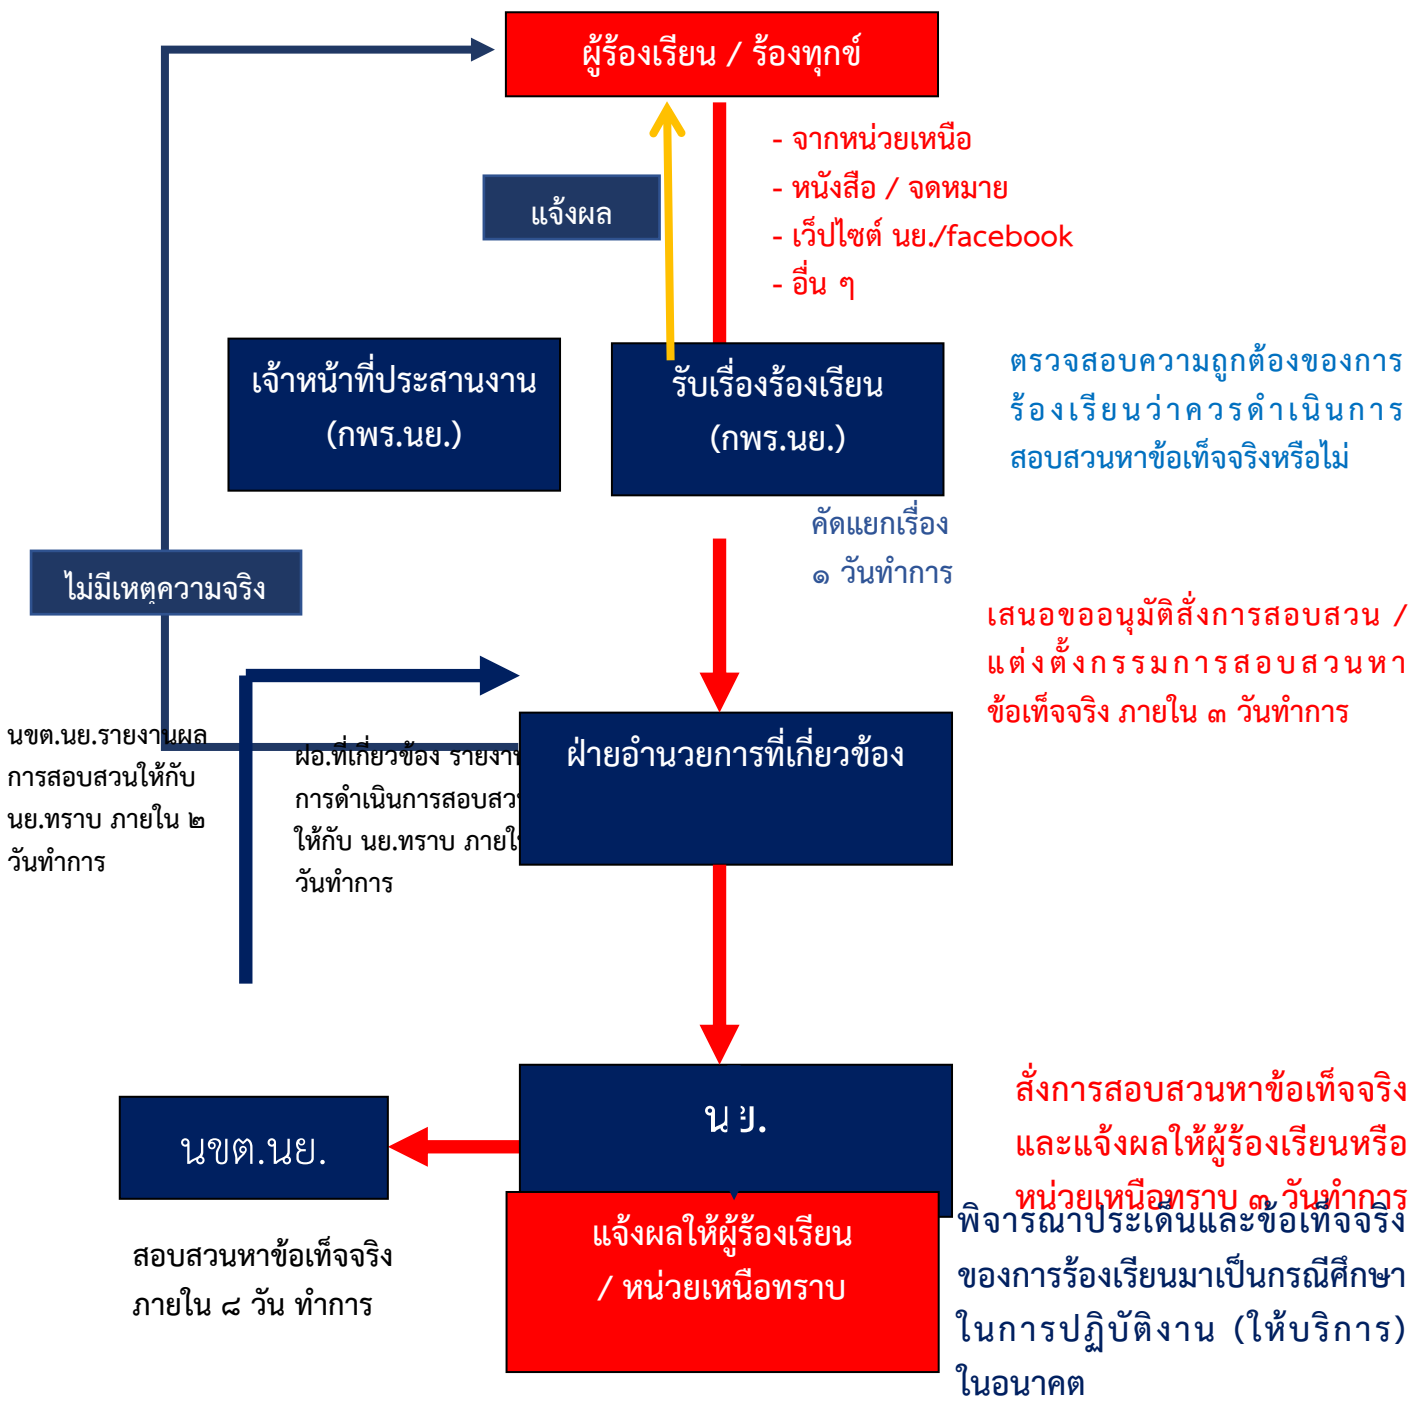 ผู้ร้องเรียน / ร้องทุกข์
- จากหน่วยเหนือ
- หนังสือ / จดหมาย
- เว็ปไซต์ นย./facebook
- อื่น ๆ
แจ้งผล
เจ้าหน้าที่ประสานงาน
(กพร.นย.)
รับเรื่องร้องเรียน
(กพร.นย.)
ตรวจสอบความถูกต้องของการ
ร้องเรียนว่าควรดำเนินการ
สอบสวนหาข้อเท็จจริงหรือไม่
คัดแยกเรื่อง
๑ วันทำการ
ไม่มีเหตุความจริง
เสนอขออนุมัติสั่งการสอบสวน /
แต่งตั้งกรรมการสอบสวนหา
ข้อเท็จจริง ภายใน ๓ วันทำการ
นขต.นย.รายงานผล
การสอบสวนให้กับ
นย.ทราบ ภายใน ๒
วันทำการ
ฝอ.ที่เกี่ยวข้อง
การดำเนินการ
ให้กับ นย.ทราบ
วันทำการ
ฝ่ายอำนวยการที่เกี่ยวข้อง
นย.
นขต.นย.
สั่งการสอบสวนหาข้อเท็จจริง
และแจ้งผลให้ผู้ร้องเรียนหรือ
หน่วยเหนือทราบ ๓ วันทำการ
แจ้งผลให้ผู้ร้องเรียน
/ หน่วยเหนือทราบ
พิจารณาประเด็นและข้อเท็จจริง
ของการร้องเรียนมาเป็นกรณีศึกษา
ในการปฏิบัติงาน (ให้บริการ)
ในอนาคต
สอบสวนหาข้อเท็จจริง
ภายใน ๘ วัน ทำการ